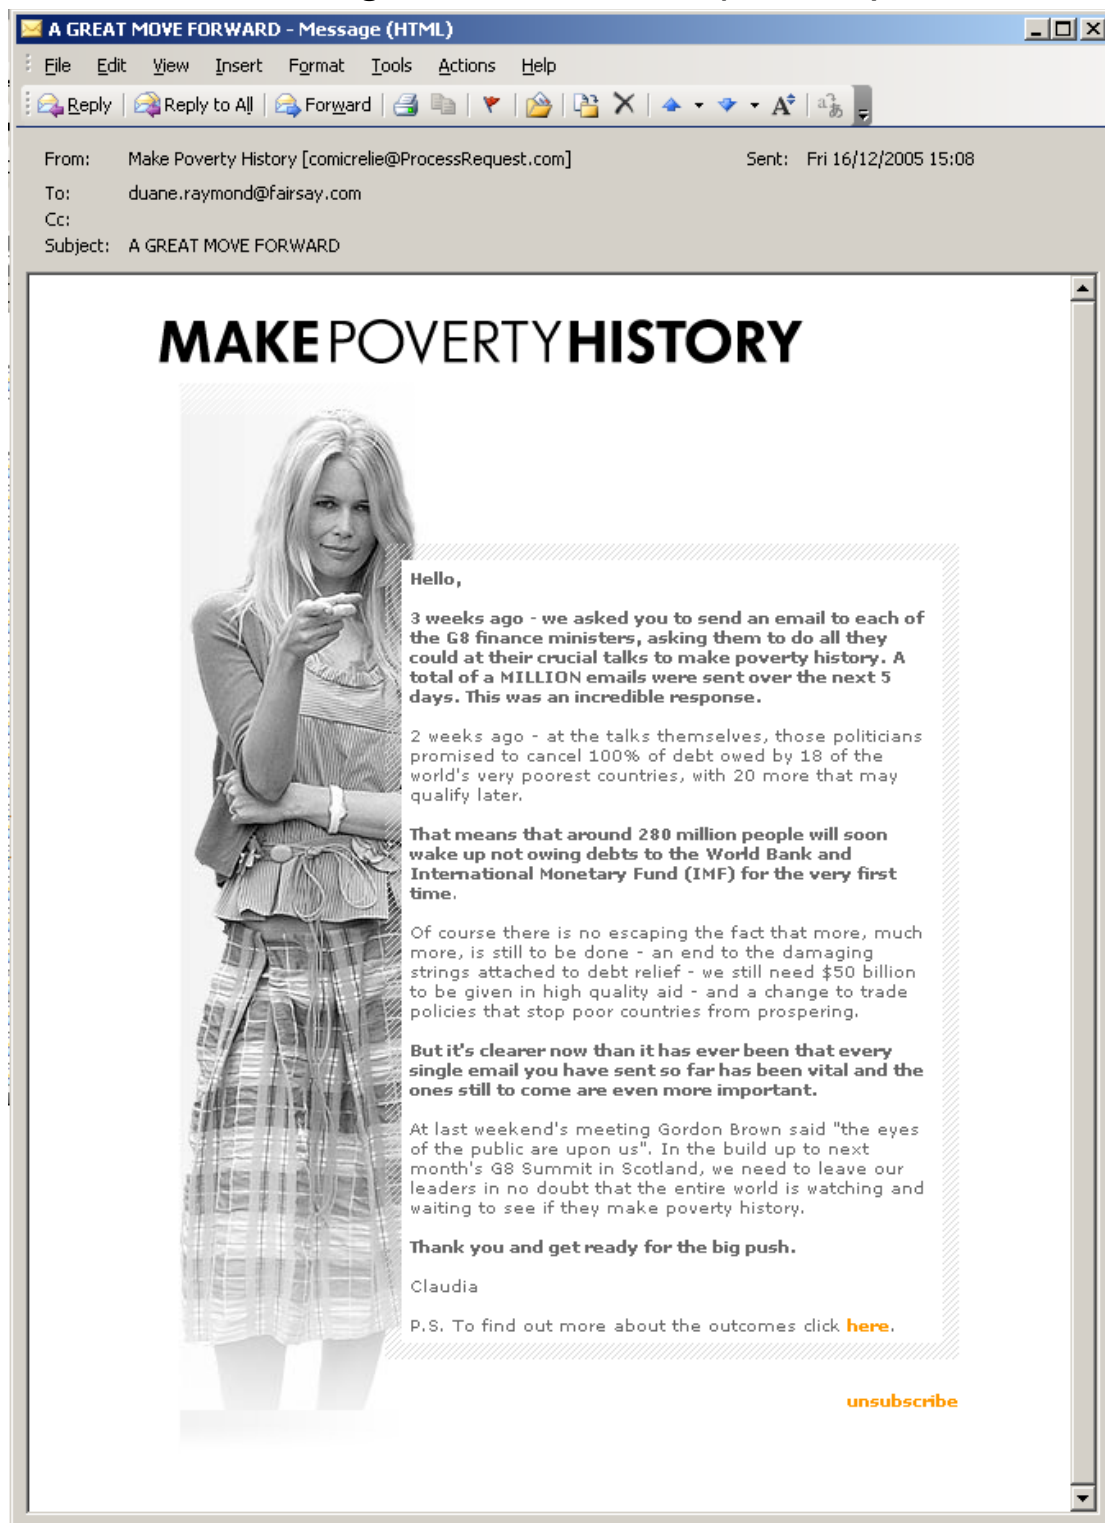 A GREAT MOVE FORWARD - Message (HTML)
File Edit View Insert Format Tools Actions Help
Reply Reply to All Forward
From: Make Poverty History [comicrelie@ProcessRequest.com] Sent: Fri 16/12/2005 15:08
To: duane.raymond@fairsay.com
Cc:
Subject: A GREAT MOVE FORWARD
MAKEPOVERTYHISTORY
Hello,
3 weeks ago - we asked you to send an email to each of
the G8 finance ministers, asking them to do all they
could at their crucial talks to make poverty history. A
total of a MILLION emails were sent over the next 5
days. This was an incredible response.
2 weeks ago - at the talks themselves, those politicians
promised to cancel 100% of debt owed by 18 of the
world's very poorest countries, with 20 more that may
qualify later.
That means that around 280 million people will soon
wake up not owing debts to the World Bank and
International Monetary Fund (IMF) for the very first
time.
Of course there is no escaping the fact that more, much
more, is still to be done - an end to the damaging
strings attached to debt relief - we still need $50 billion
to be given in high quality aid - and a change to trade
policies that stop poor countries from prospering.
But it's clearer now than it has ever been that every
single email you have sent so far has been vital and the
ones still to come are even more important.
At last weekend's meeting Gordon Brown said "the eyes
of the public are upon us". In the build up to next
month's G8 Summit in Scotland, we need to leave our
leaders in no doubt that the entire world is watching and
waiting to see if they make poverty history.
Thank you and get ready for the big push.
Claudia
P.S. To find out more about the outcomes click here.
unsubscribe